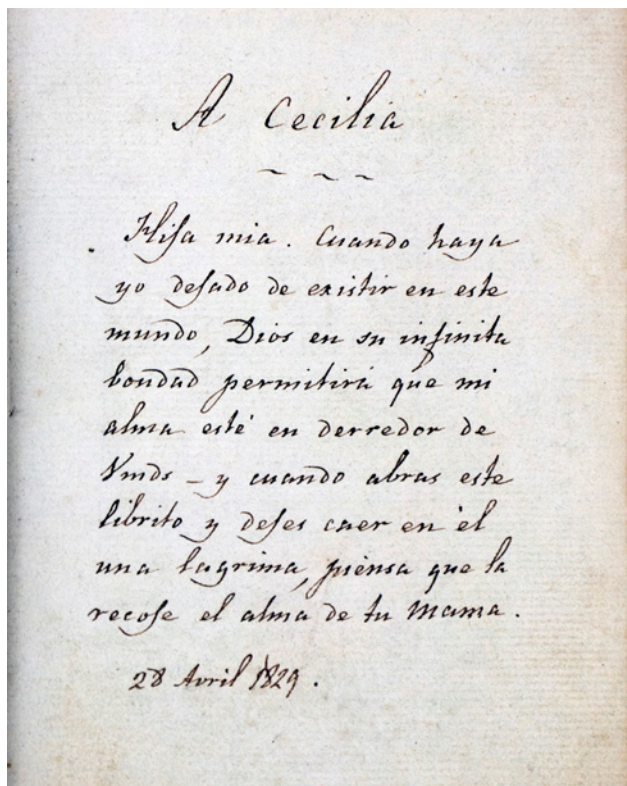 A Cecilia
Hija mia. Cuando haya
yo dejado de existir en este
mundo, Dios en su infinita
bondad permitirá que mi
alma esté en derredor de
Vmds – y cuando abras este
librito y dejes caer en él
una lagrima, piensa que la
recoje el alma de tu Mama.
28 Avril 1829.